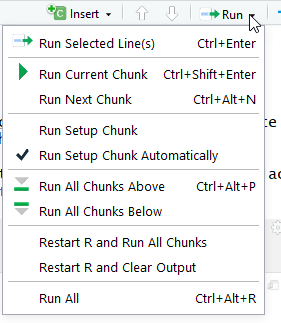 Insert Run
Run Selected Line(s) Ctrl+Enter
Run Current Chunk Ctrl+Shift+Enter
Run Next Chunk Ctrl+Alt+N
Run Setup Chunk
Run Setup Chunk Automatically
Run All Chunks Above Ctrl+Alt+P
Run All Chunks Below
Restart R and Run All Chunks
Restart R and Clear Output
Run All Ctrl+Alt+R